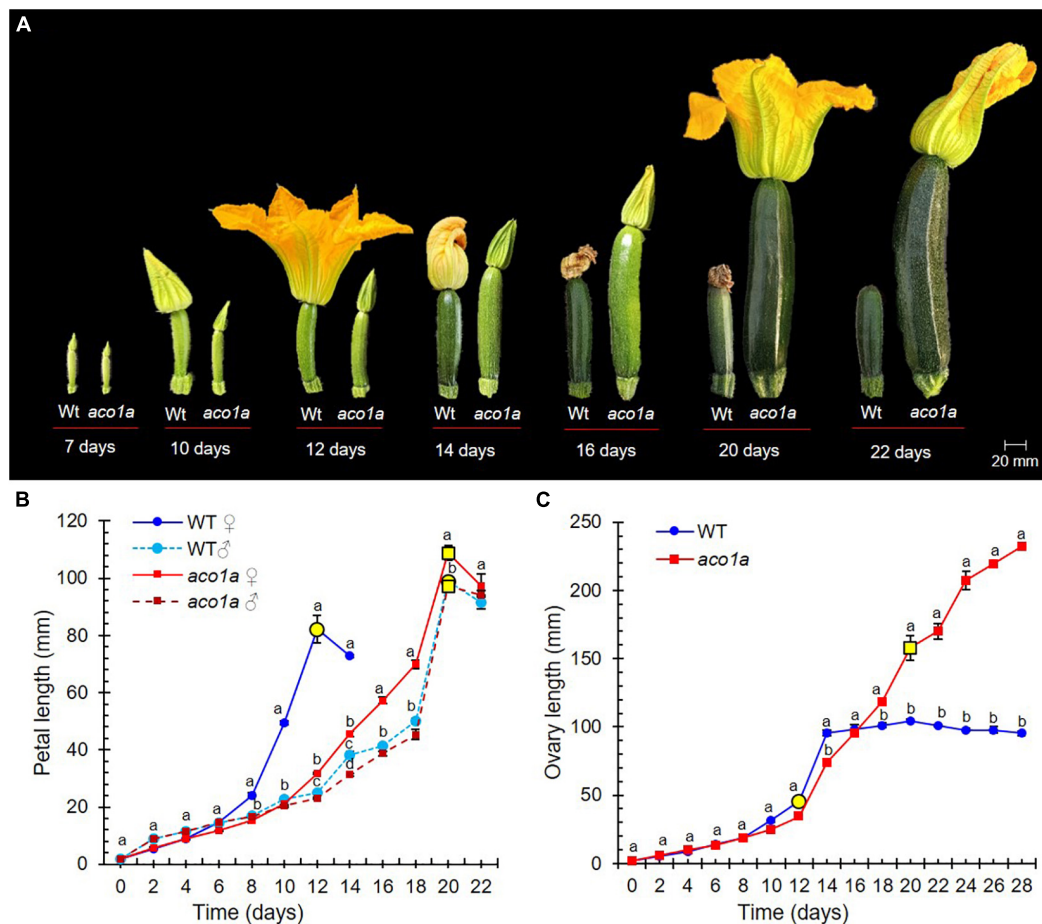 A
Wt aco1a Wt aco1a Wt aco1a Wt aco1a Wt aco1a Wt aco1a Wt aco1a
7 days 10 days 12 days 14 days 16 days 20 days 22 days
20 mm
B
WT ♀
WT ♂
aco1a ♀
aco1a ♂
Petal length (mm)
120
100
80
60
40
20
0
a a a a a b a b a b c a b c d a b a b a b a
0 2 4 6 8 10 12 14 16 18 20 22
Time (days)
C
WT
aco1a
Ovary length (mm)
250
200
150
100
50
0
a a a a a a a a b a a b a b a b a b a b a b
0 2 4 6 8 10 12 14 16 18 20 22 24 26 28
Time (days)